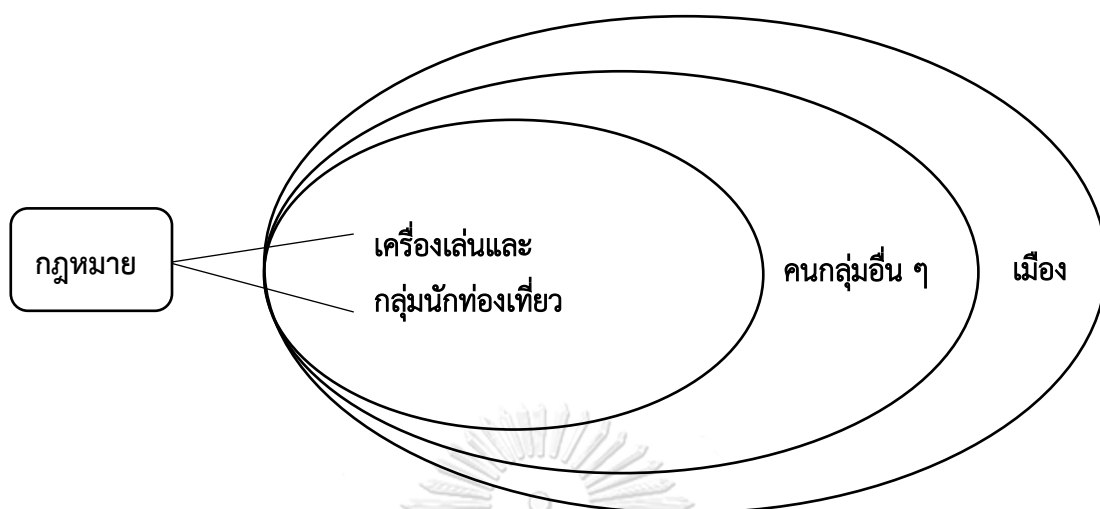 กฎหมาย
เครื่องเล่นและ
กลุ่มนักท่องเที่ยว
คนกลุ่มอื่น ๆ
เมือง